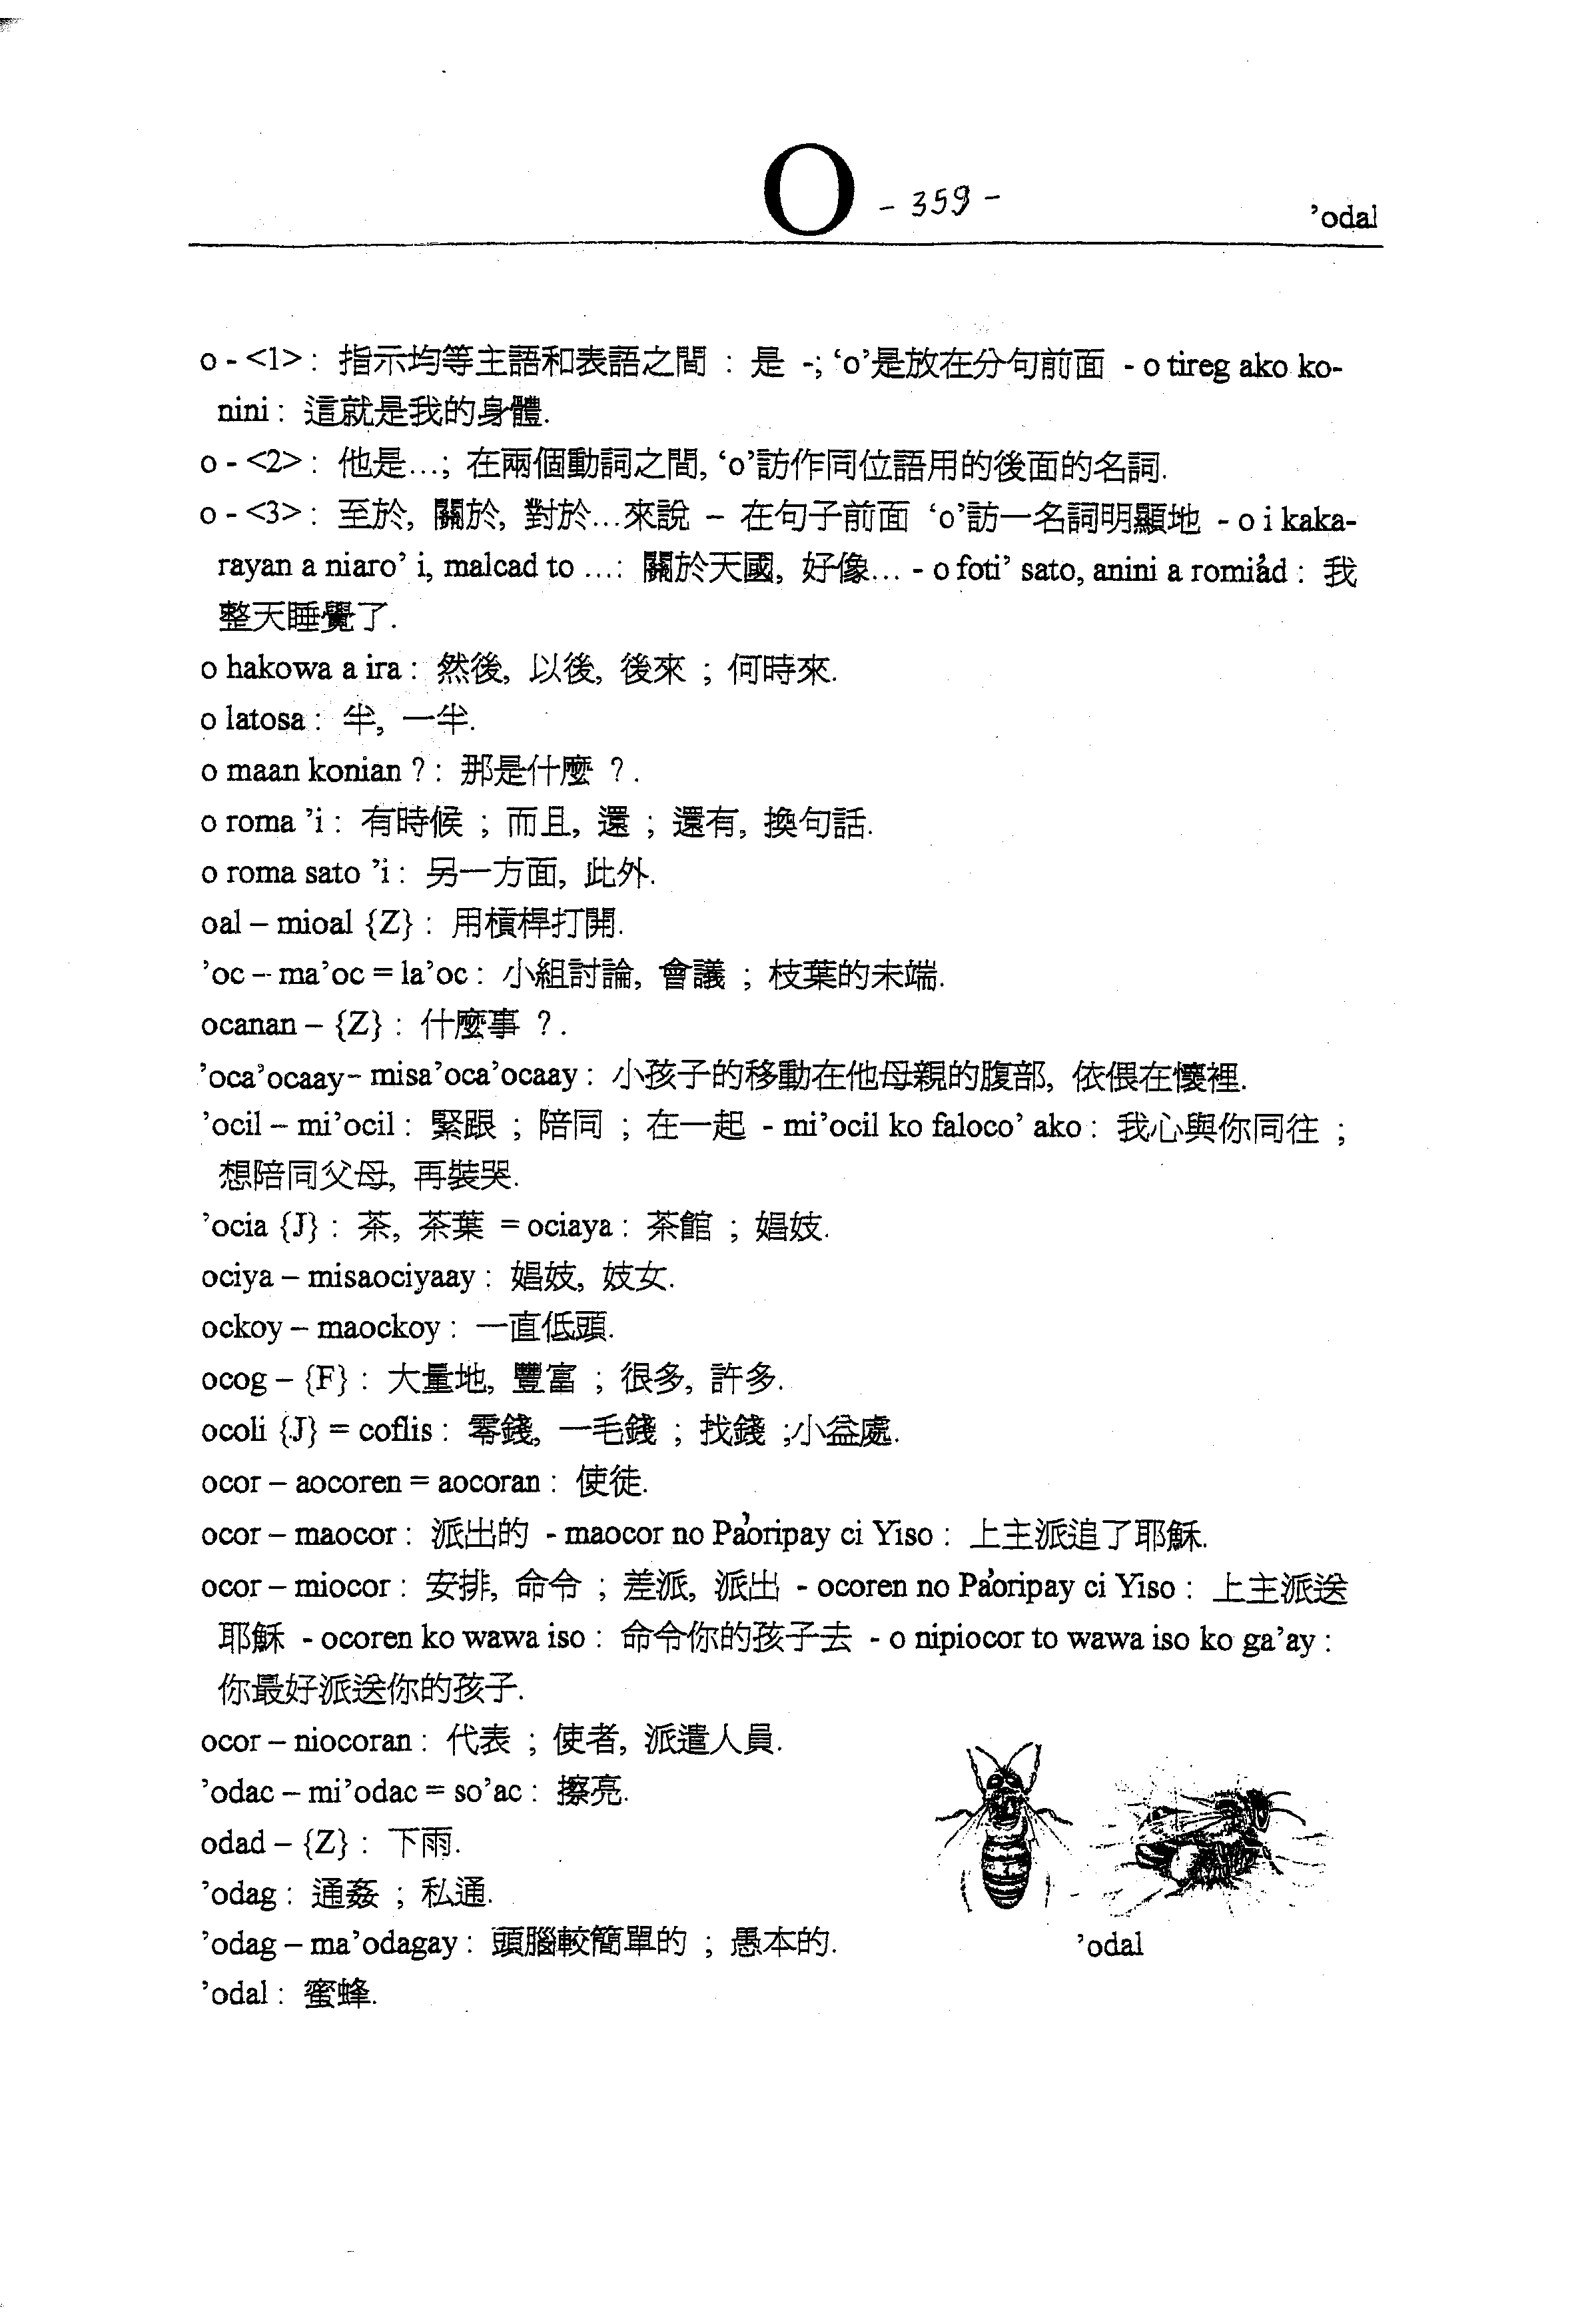 O - 359 - ’odal
o - <1> : 指示均等主語和表語之間 : 是 -; ‘o’是放在分句前面 - o tireg ako ko-
nini : 這就是我的身體.
o - <2> : 他是...; 在兩個動詞之間, ‘o’訪作同位語用的後面的名詞.
o - <3> : 至於, 關於, 對於...來說 – 在句子前面 ‘o’訪一名詞明顯地 - o i kaka-
rayan a niaro’ i, malcad to ...: 關於天國, 好像... - o foti’ sato, anini a romi’ad : 我
整天睡覺了.
o hakowa a ira : 然後, 以後, 後來 ; 何時來.
o latosa : 半, 一半.
o maan konian ? : 那是什麼 ? .
o roma ’i : 有時候 ; 而且, 還 ; 還有, 換句話.
o roma sato ’i : 另一方面, 此外.
oal – mioal {Z} : 用槓桿打開.
’oc – ma’oc = la’oc : 小組討論, 會議 ; 枝葉的末端.
ocanan – {Z} : 什麼事 ? .
’oca’ocaay– misa’oca’ocaay : 小孩子的移動在他母親的腹部, 依偎在懷裡.
’ocil – mi’ocil : 緊跟 ; 陪同 ; 在一起 - mi’ocil ko faloco’ ako : 我心與你同往 ;
想陪同父母, 再裝哭.
’ocia {J} : 茶, 茶葉 = ociaya : 茶館 ; 娼妓.
ociya – misaociyaay : 娼妓, 妓女.
ockoy – maockoy : 一直低頭.
ocog – {F} : 大量地, 豐富 ; 很多, 許多.
ocoli {J} = coflis : 零錢, 一毛錢 ; 找錢 ;小益處.
ocor – aocoren = aocoran : 使徒.
ocor – maocor : 派出的 - maocor no Pa’oripay ci Yiso : 上主派追了耶穌.
ocor – miocor : 安排, 命令 ; 差派, 派出 - ocoren no Pa’oripay ci Yiso : 上主派送
耶穌 - ocoren ko wawa iso : 命令你的孩子去 - o nipiocor to wawa iso ko ga’ay :
你最好派送你的孩子.
ocor – niocoran : 代表 ; 使者, 派遣人員.
’odac – mi’odac = so’ac : 擦亮.
odad – {Z} : 下雨.
’odag : 通姦 ; 私通.
’odag – ma’odagay : 頭腦較簡單的 ; 愚本的.
’odal
’odal : 蜜蜂.